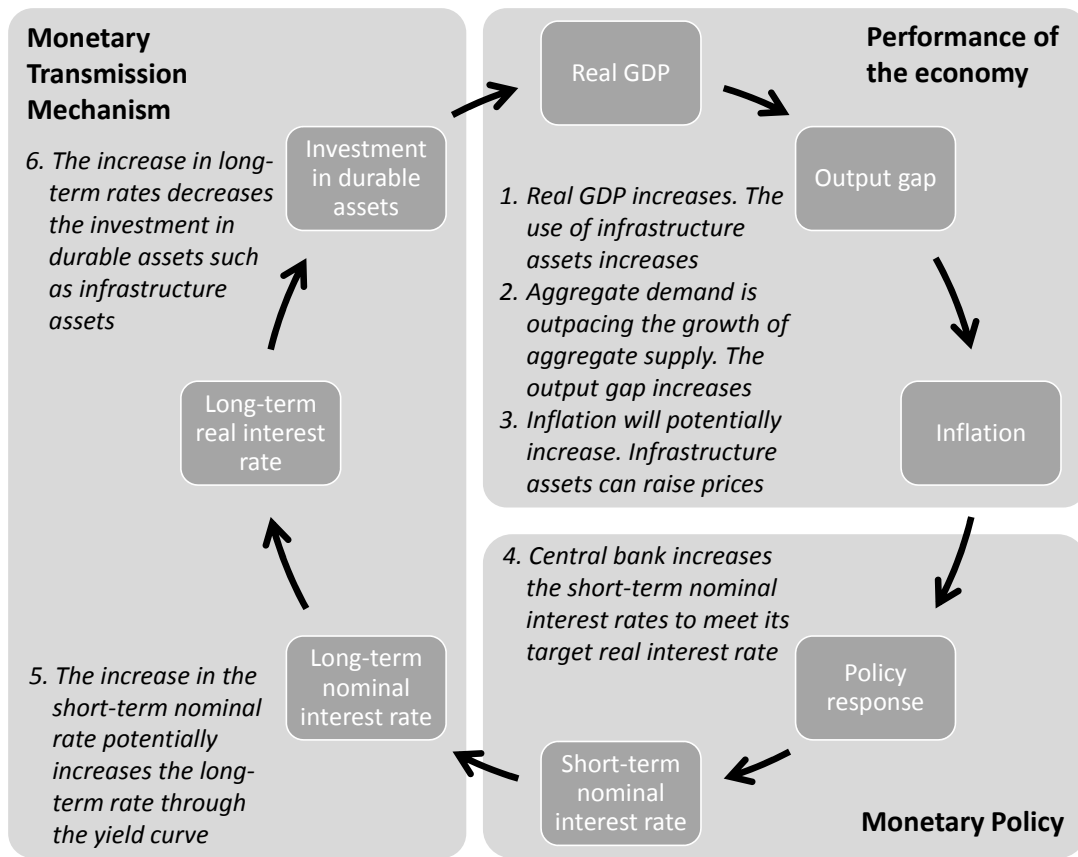 Monetary
Transmission
Mechanism
6. The increase in long-
term rates decreases
the investment in
durable assets such
as infrastructure
assets
Investment
in durable
assets
Long-term
real interest
rate
Long-term
nominal
interest rate
5. The increase in the
short-term nominal
rate potentially
increases the long-
term rate through
the yield curve
Performance of
the economy
Real GDP
Output gap
1. Real GDP increases. The
use of infrastructure
assets increases
2. Aggregate demand is
outpacing the growth of
aggregate supply. The
output gap increases
3. Inflation will potentially
increase. Infrastructure
assets can raise prices
Inflation
4. Central bank increases
the short-term nominal
interest rates to meet its
target real interest rate
Policy
response
Short-term
nominal
interest rate
Monetary Policy